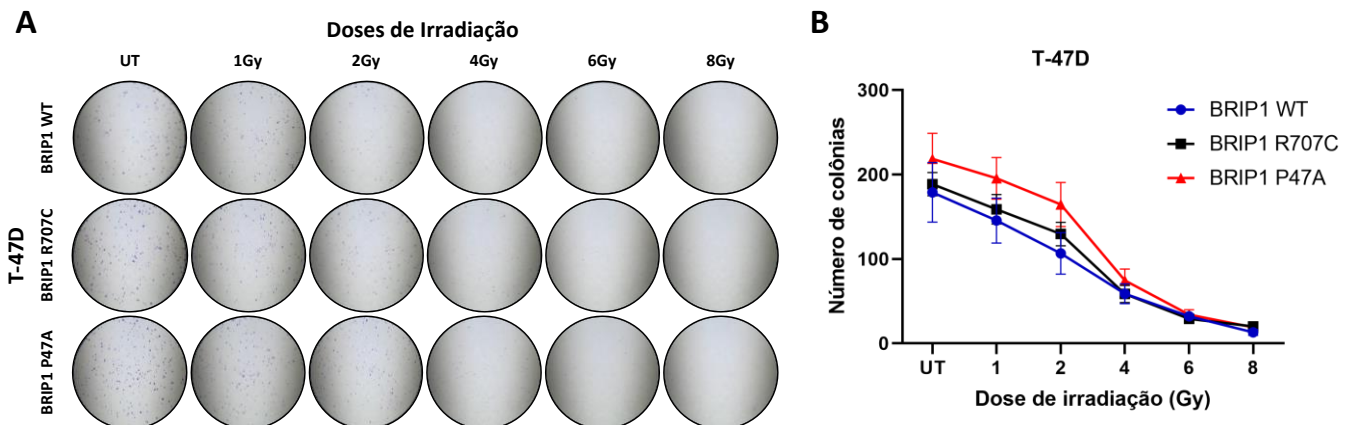 A
Doses de Irradiação
UT 1Gy 2Gy 4Gy 6Gy 8Gy
T-47D
BRIP1 WT
BRIP1 R707C
BRIP1 P47A
B
T-47D
Número de colónias
300
200
100
0
UT 1 2 4 6 8
Dose de irradiação (Gy)
BRIP1 WT
BRIP1 R707C
BRIP1 P47A